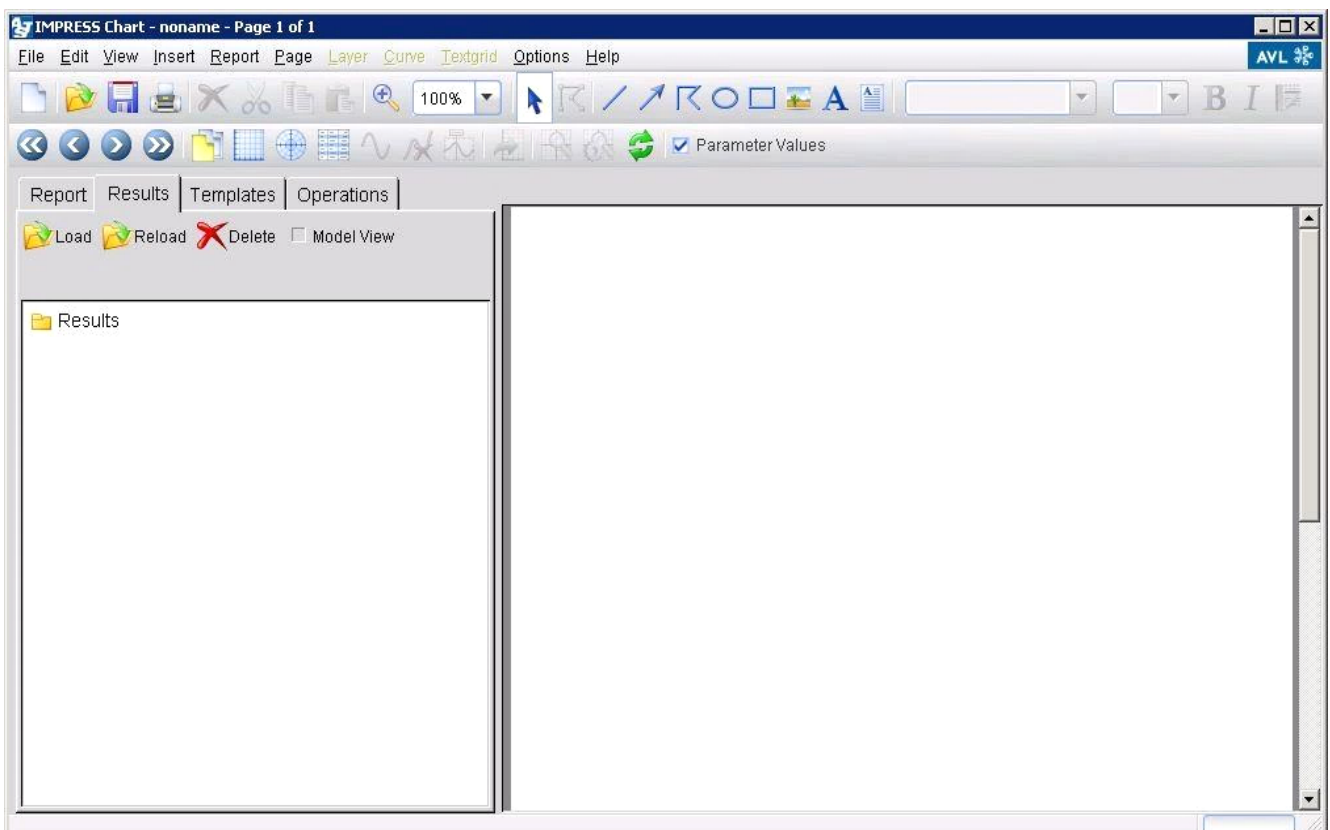 IMPRESS Chart - noname - Page 1 of 1
File Edit View Insert Report Page Layer Curve Textgrid Options Help AVL
100% A B I
Parameter Values
Report Results Templates Operations
Load Reload Delete Model View
Results